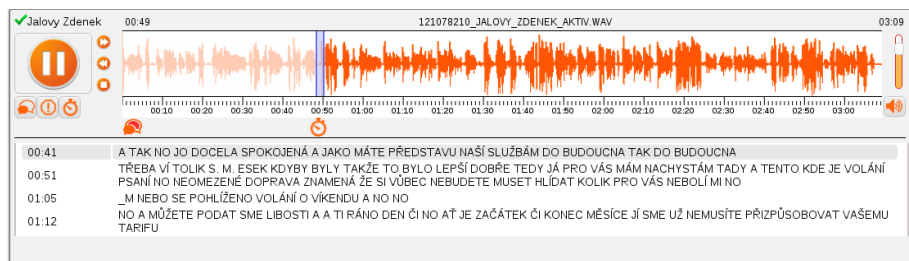 Jalovy Zdenek 00:49 121078210_JALOVY_ZDENEK_AKTIV.WAV 03:09
00:10 00:20 00:30 00:40 00:50 01:00 01:10 01:20 01:30 01:40 01:50 02:00 02:10 02:20 02:30 02:40 02:50 03:00
00:41 A TAK NO JO DOCELA SPOKOJENÁ A JAKO MÁTE PŘEDSTAVU NAŠÍ SLUŽBÁM DO BUDOUCNA TAK DO BUDOUCNA
00:51 TŘEBA VÍ TOLIK S. M. ESEK KDYBY BYLY TAKŽE TO BYLO LEPŠÍ DOBŘE TEDY JÁ PRO VÁS MÁM NACHYSTÁM TADY A TENTO KDE JE VOLÁNÍ
PSANÍ NO NEOMEZENÉ DOPRAVA ZNAMENÁ ŽE SI VŮBEC NEBUDETE MUSET HLÍDAT KOLIK PRO VÁS NEBOLÍ MI NO
01:05 _M NEBO SE POHLÍŽENO VOLÁNÍ O VÍKENDU A NO NO
01:12 NO A MŮŽETE PODAT SME LIBOSTI A A TI RÁNO DEN ČI NO AŤ JE ZAČÁTEK ČI KONEC MĚSÍCE JÍ SME UŽ NEMUSÍTE PŘIZPŮSOBOVAT VAŠEMU
TARIFU